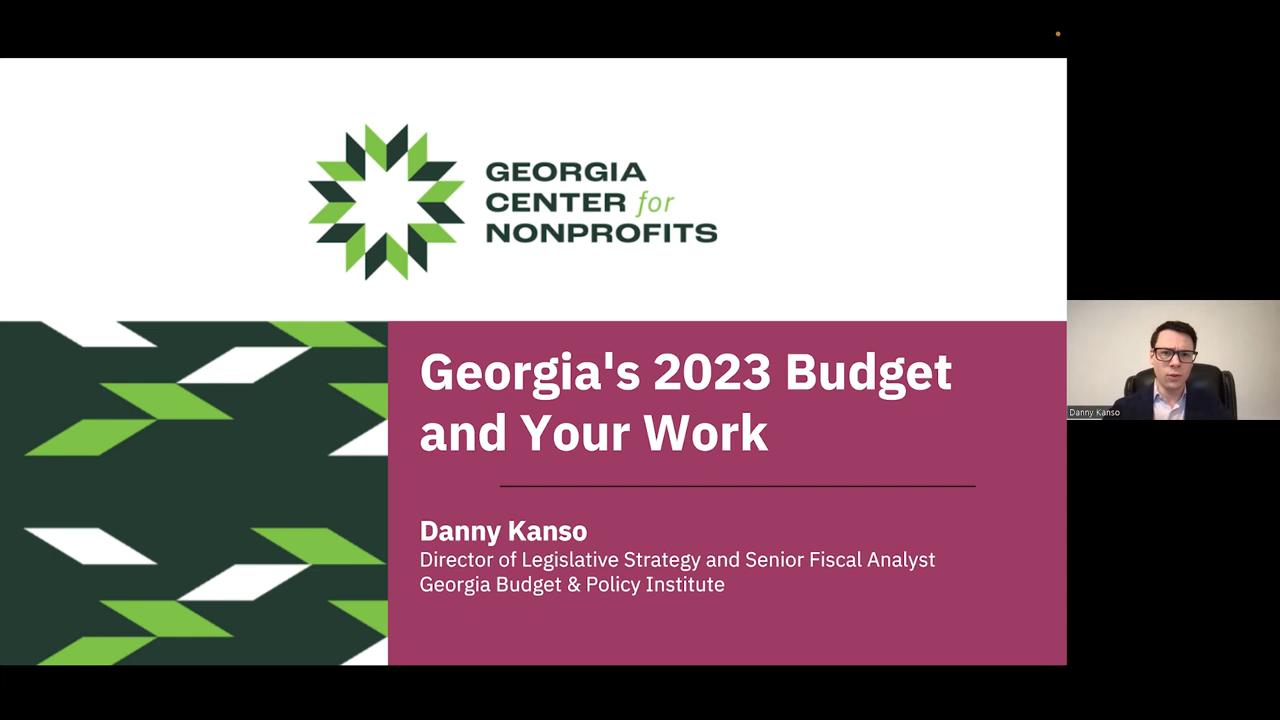 GEORGIA
CENTER for
NONPROFITS
Georgia's 2023 Budget
and Your Work
Danny Kanso
Director of Legislative Strategy and Senior Fiscal Analyst
Georgia Budget & Policy Institute
Danny Kanso